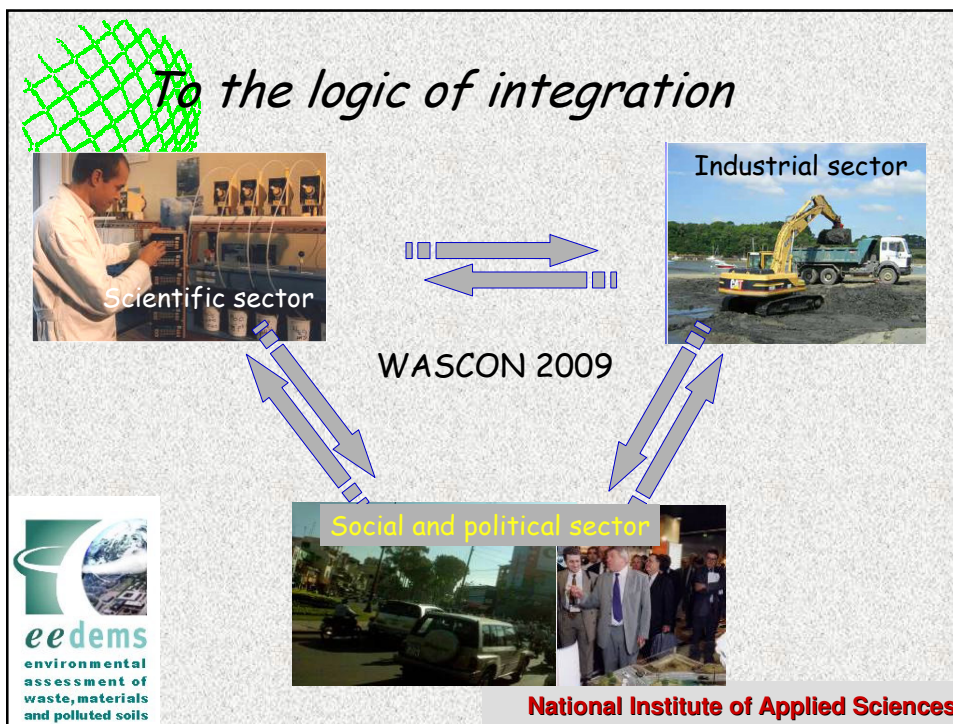 To the logic of integration
Scientific sector
Industrial sector
CAT
WASCON 2009
Social and political sector
eedems
environmental
assessment of
waste, materials
and polluted soils
National Institute of Applied Sciences